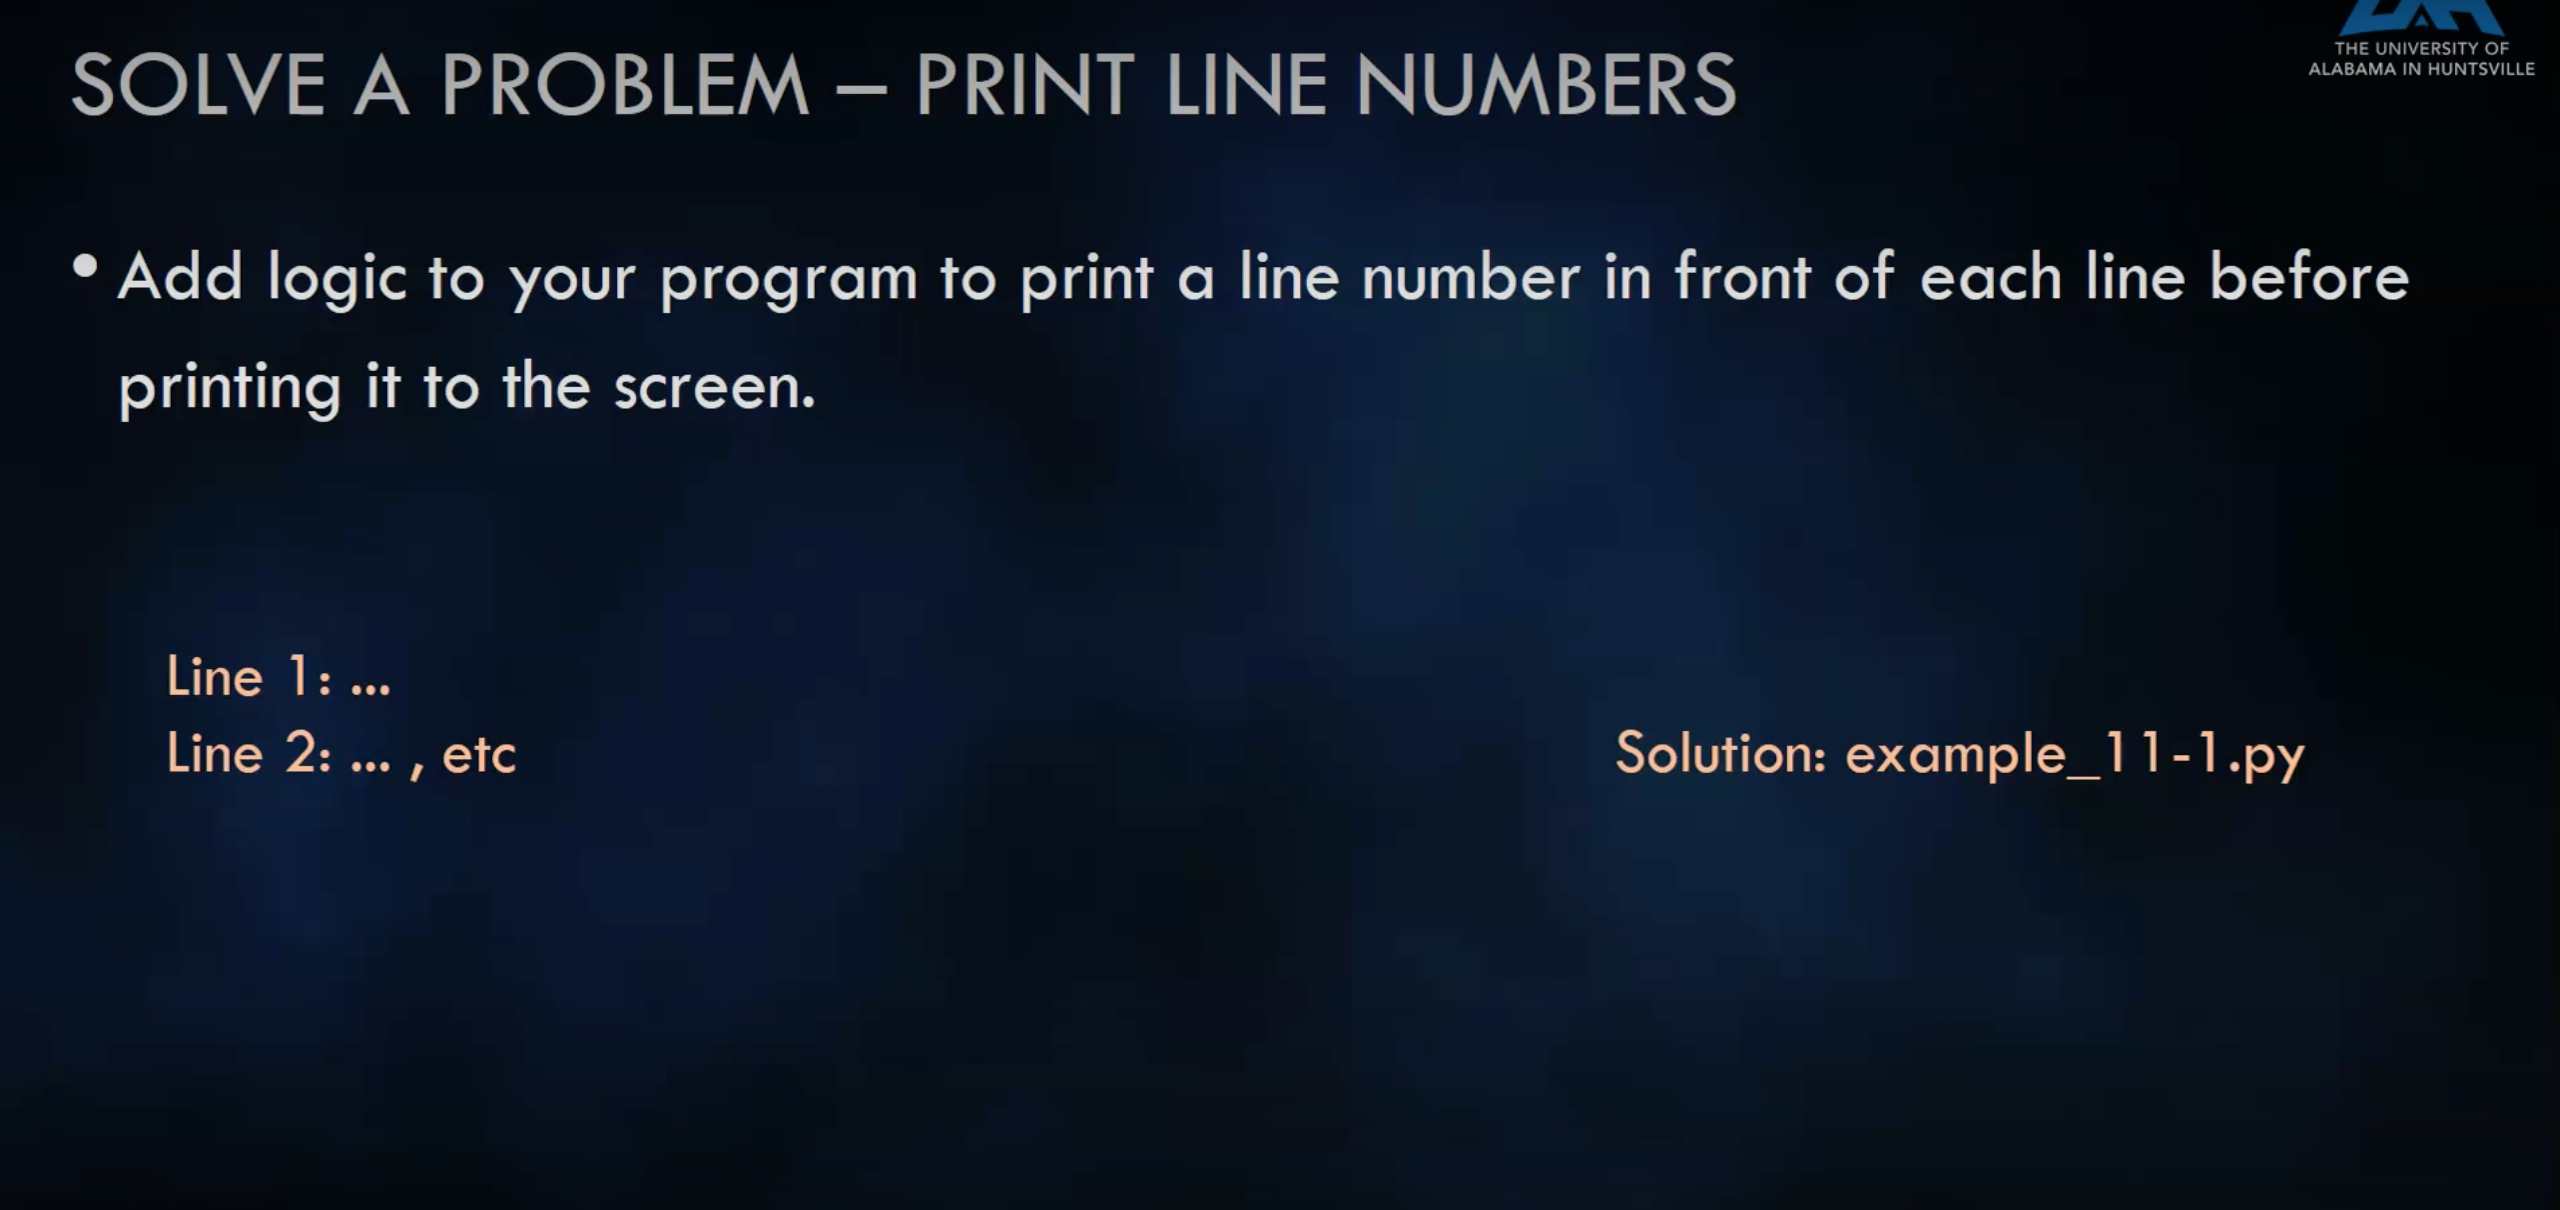 THE UNIVERSITY OF
ALABAMA IN HUNTSVILLE
SOLVE A PROBLEM – PRINT LINE NUMBERS
• Add logic to your program to print a line number in front of each line before
printing it to the screen.
Line 1: ...
Line 2: ... , etc
Solution: example_11-1.py